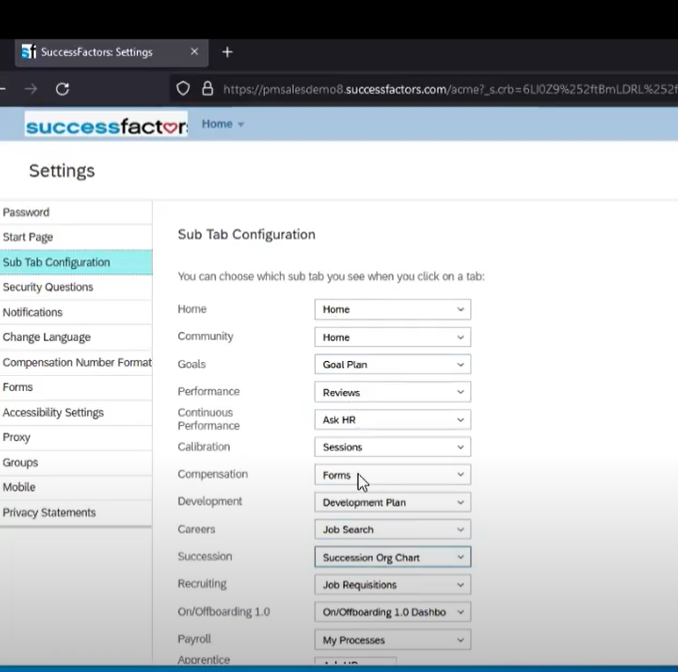 SuccessFactors: Settings
https://pmsalesdemo8.successfactors.com/acme?_s.crb=6LI0Z9%252ftBmLDRL%252f
successfactor
Home
Settings
Password
Start Page
Sub Tab Configuration
Security Questions
Notifications
Change Language
Compensation Number Format
Forms
Accessibility Settings
Proxy
Groups
Mobile
Privacy Statements
Sub Tab Configuration
You can choose which sub tab you see when you click on a tab:
Home Home
Community Home
Goals Goal Plan
Performance Reviews
Continuous Performance Ask HR
Calibration Sessions
Compensation Forms
Development Development Plan
Careers Job Search
Succession Succession Org Chart
Recruiting Job Requisitions
On/Offboarding 1.0 On/Offboarding 1.0 Dashbo
Payroll My Processes
Apprentice